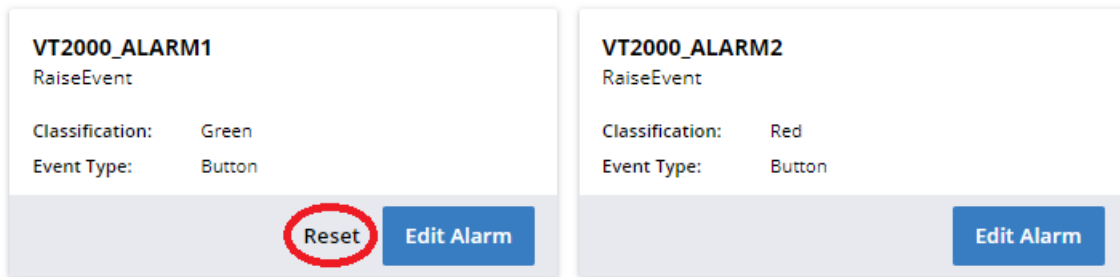 VT2000_ALARM1
RaiseEvent
Classification: Green
Event Type: Button
Reset Edit Alarm
VT2000_ALARM2
RaiseEvent
Classification: Red
Event Type: Button
Edit Alarm